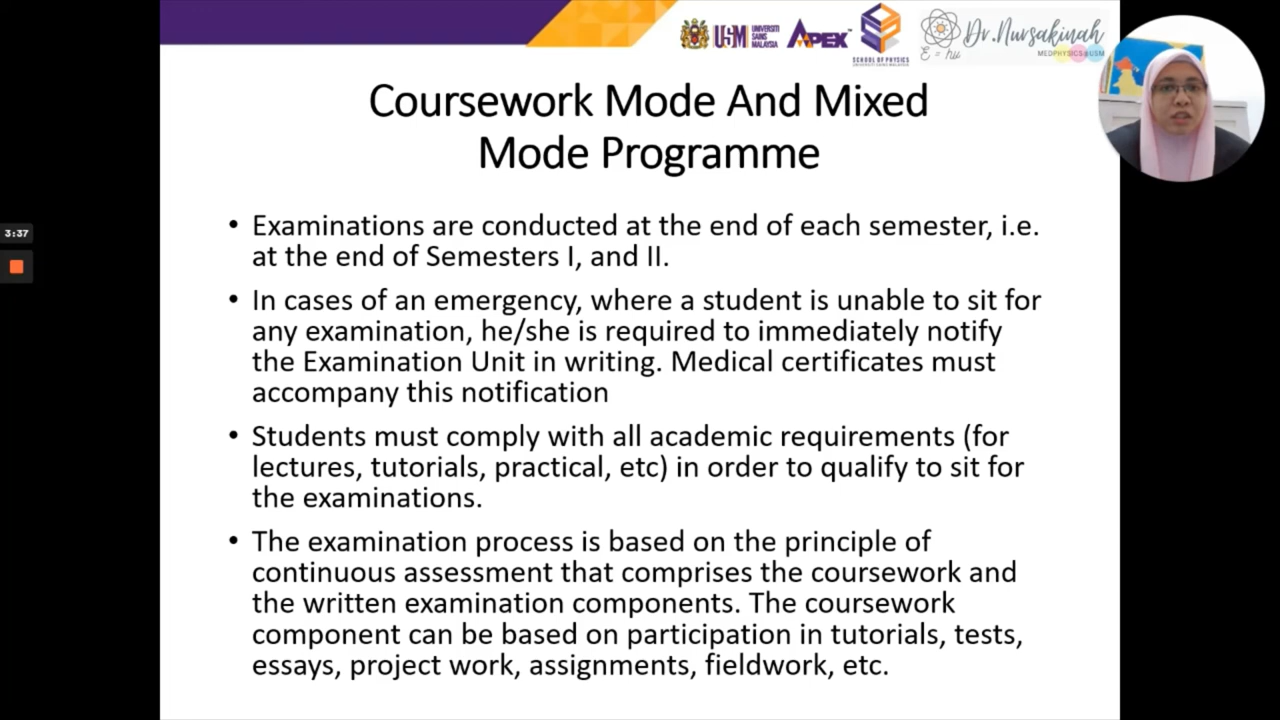 USM UNIVERSITI SAINS MALAYSIA
APEX™
SCHOOL OF PHYSICS
UNIVERSITI SAINS MALAYSIA
Dr. Nursakinah
E = hν
MEDPHYSICS@USM
Coursework Mode And Mixed
Mode Programme
3:37
• Examinations are conducted at the end of each semester, i.e.
at the end of Semesters I, and II.
• In cases of an emergency, where a student is unable to sit for
any examination, he/she is required to immediately notify
the Examination Unit in writing. Medical certificates must
accompany this notification
• Students must comply with all academic requirements (for
lectures, tutorials, practical, etc) in order to qualify to sit for
the examinations.
• The examination process is based on the principle of
continuous assessment that comprises the coursework and
the written examination components. The coursework
component can be based on participation in tutorials, tests,
essays, project work, assignments, fieldwork, etc.